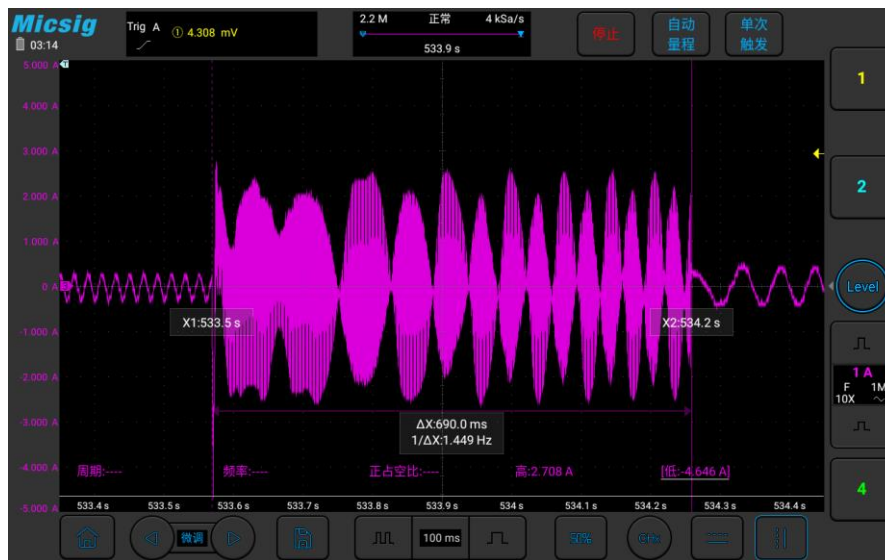 Micsig
03:14
Trig A
① 4.308 mV
2.2 M 正常 4 kSa/s
533.9 s
停止
自动
量程
单次
触发
5.000 A
4.000 A
3.000 A
2.000 A
1.000 A
0 A
-1.000 A
-2.000 A
-3.000 A
-4.000 A
-5.000 A
X1:533.5 s
X2:534.2 s
ΔX:690.0 ms
1/ΔX:1.449 Hz
周期:---- 频率:---- 正占空比:---- 高:2.708 A [低:-4.646 A]
533.4 s 533.5 s 533.6 s 533.7 s 533.8 s 533.9 s 534 s 534.1 s 534.2 s 534.3 s 534.4 s
1
2
Level
1 A
F 1M
10X
4
微调
100 ms
50%